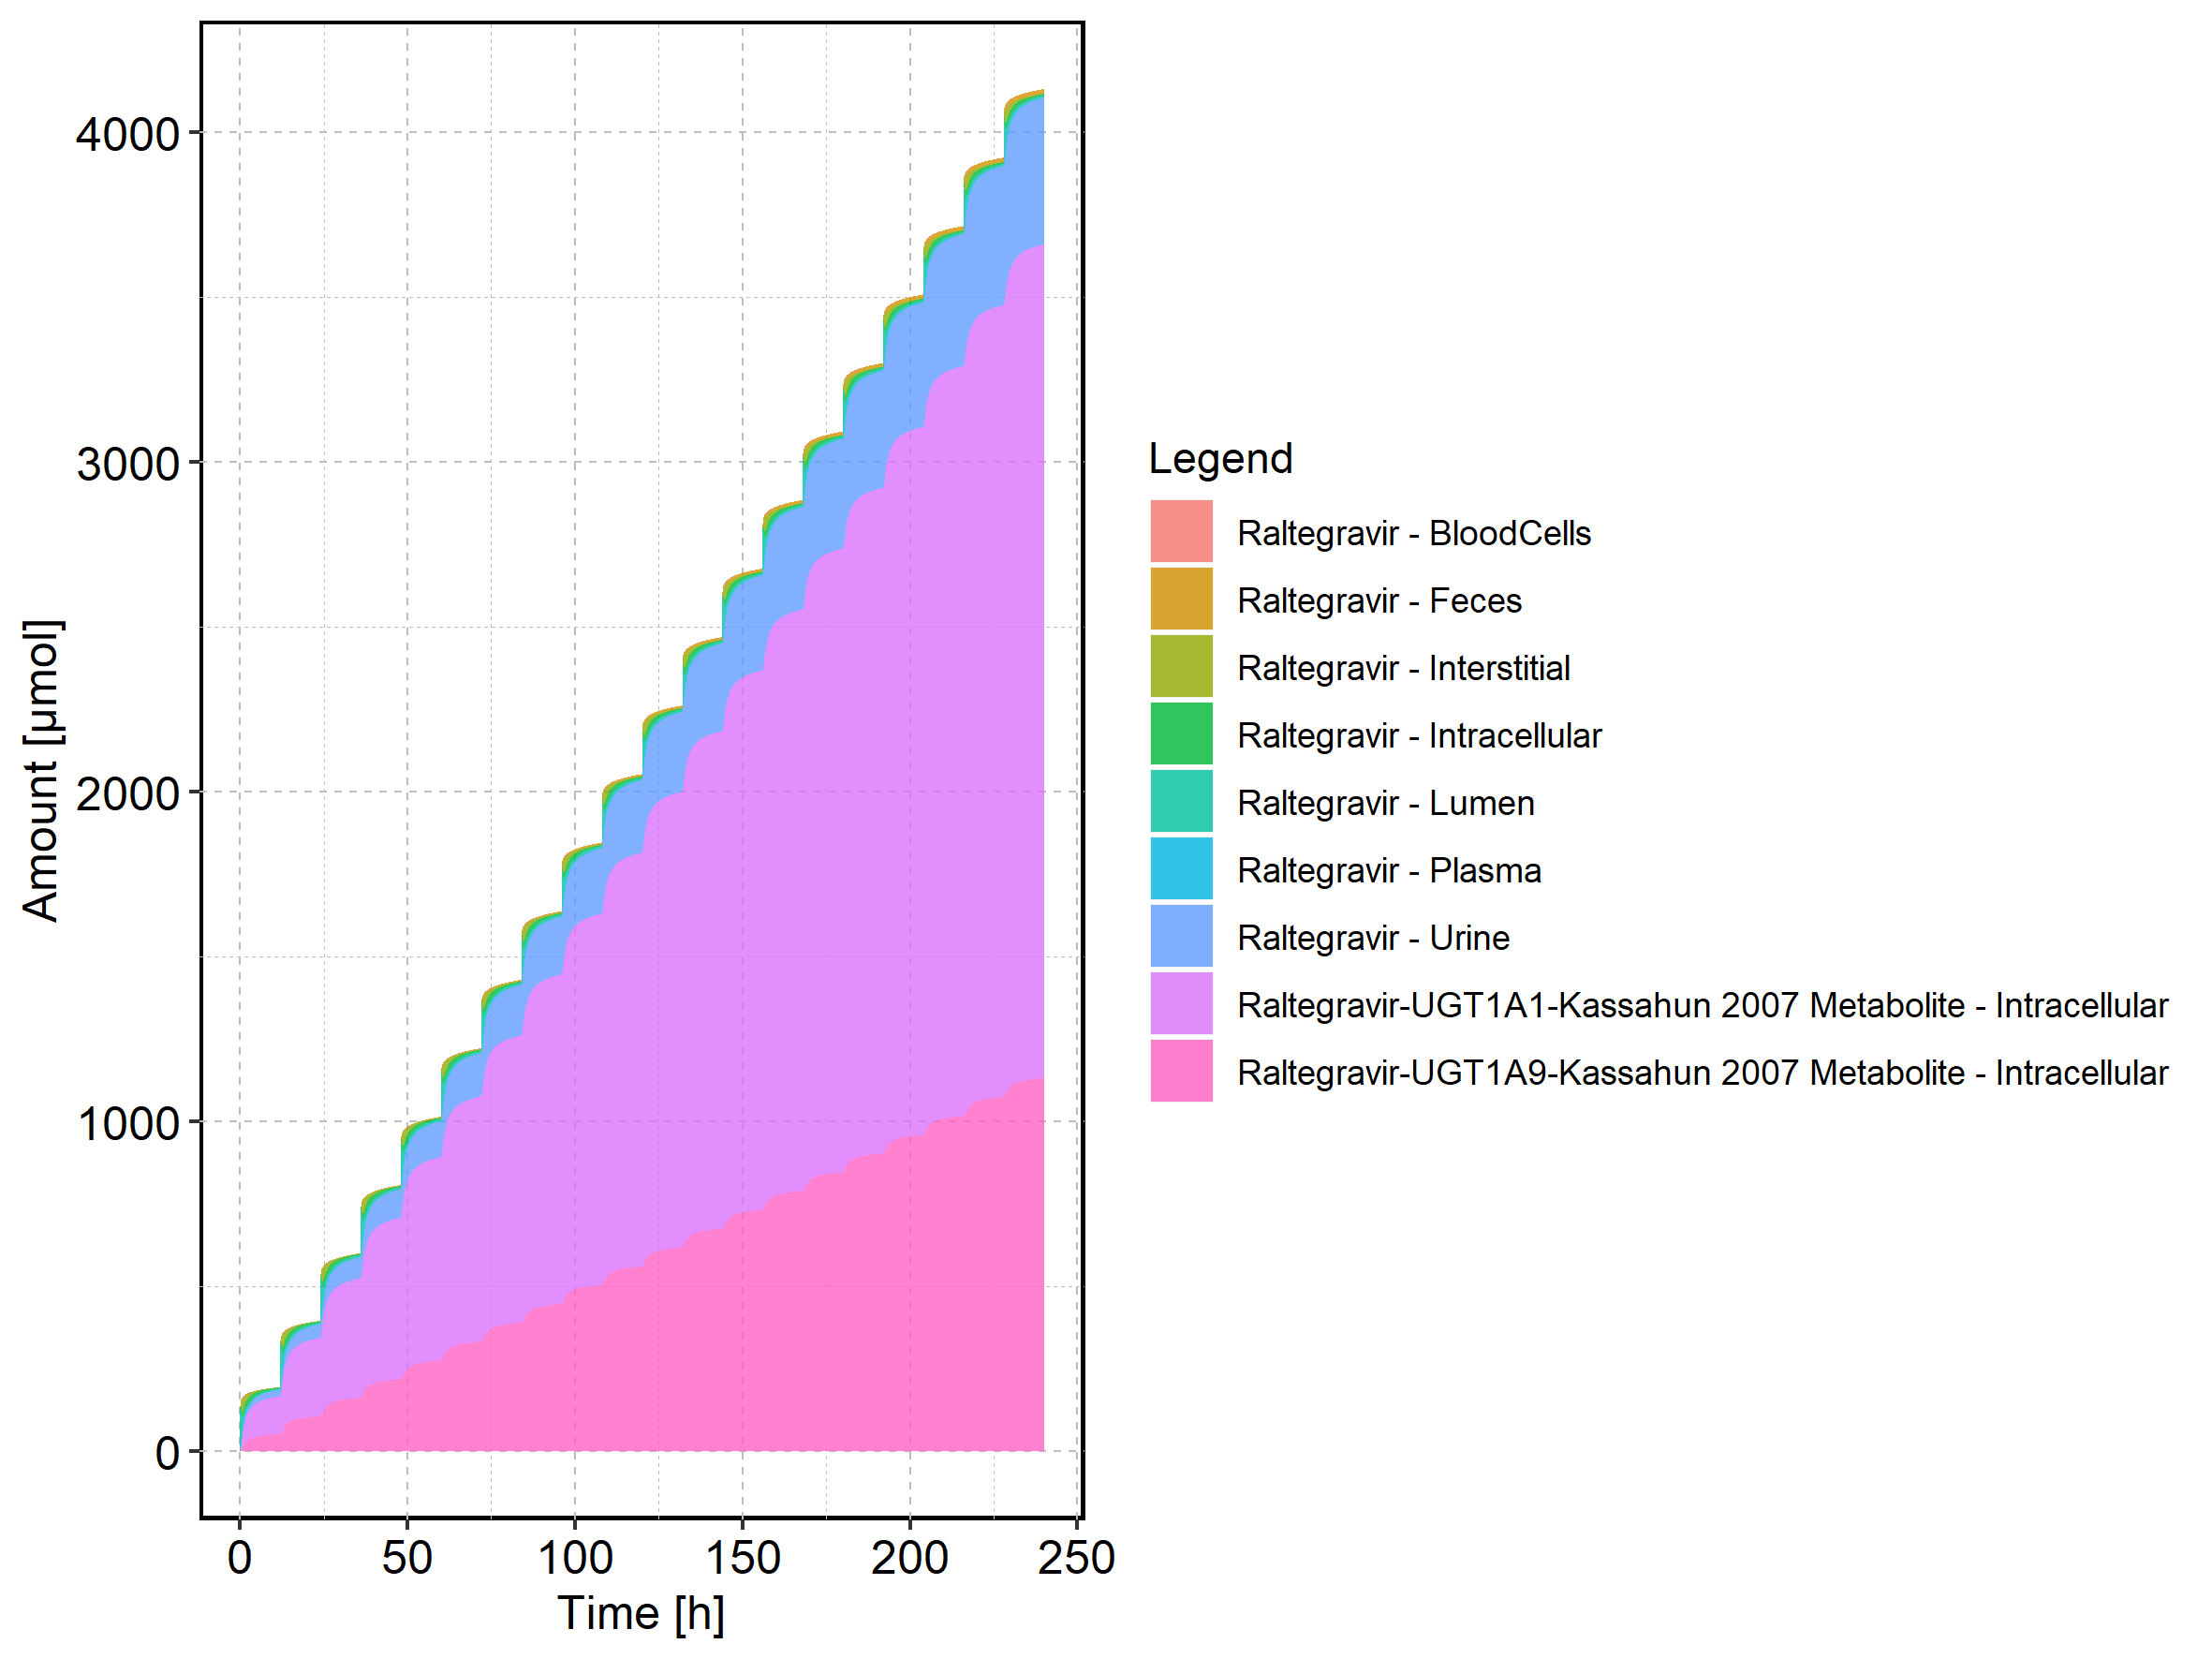 4000
3000
2000
1000
0
Amount [µmol]
0 50 100 150 200 250
Time [h]
Legend
Raltegravir - BloodCells
Raltegravir - Feces
Raltegravir - Interstitial
Raltegravir - Intracellular
Raltegravir - Lumen
Raltegravir - Plasma
Raltegravir - Urine
Raltegravir-UGT1A1-Kassahun 2007 Metabolite - Intracellular
Raltegravir-UGT1A9-Kassahun 2007 Metabolite - Intracellular